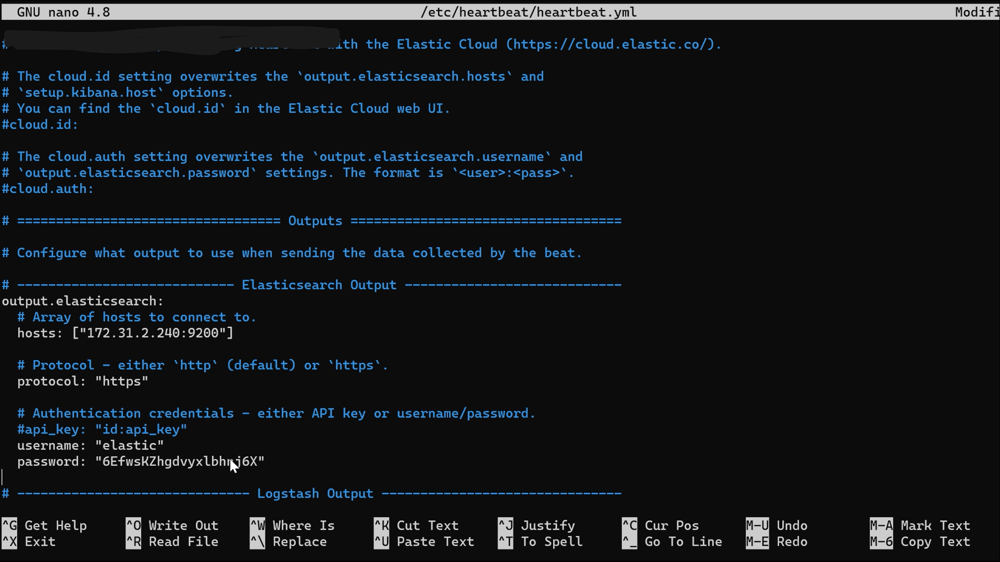 GNU nano 4.8 /etc/heartbeat/heartbeat.yml Modifi
# with the Elastic Cloud (https://cloud.elastic.co/).
# The cloud.id setting overwrites the `output.elasticsearch.hosts` and
# `setup.kibana.host` options.
# You can find the `cloud.id` in the Elastic Cloud web UI.
#cloud.id:
# The cloud.auth setting overwrites the `output.elasticsearch.username` and
# `output.elasticsearch.password` settings. The format is `<user>:<pass>`.
#cloud.auth:
# ================================== Outputs ===================================
# Configure what output to use when sending the data collected by the beat.
# ---------------------------- Elasticsearch Output ----------------------------
output.elasticsearch:
# Array of hosts to connect to.
hosts: ["172.31.2.240:9200"]
# Protocol - either `http` (default) or `https`.
protocol: "https"
# Authentication credentials - either API key or username/password.
#api_key: "id:api_key"
username: "elastic"
password:
# ------------------------------ Logstash Output -------------------------------
^G Get Help ^O Write Out ^W Where Is ^K Cut Text ^J Justify ^C Cur Pos M-U Undo M-A Mark Text
^X Exit ^R Read File ^\ Replace ^U Paste Text ^T To Spell ^_ Go To Line M-E Redo M-6 Copy Text